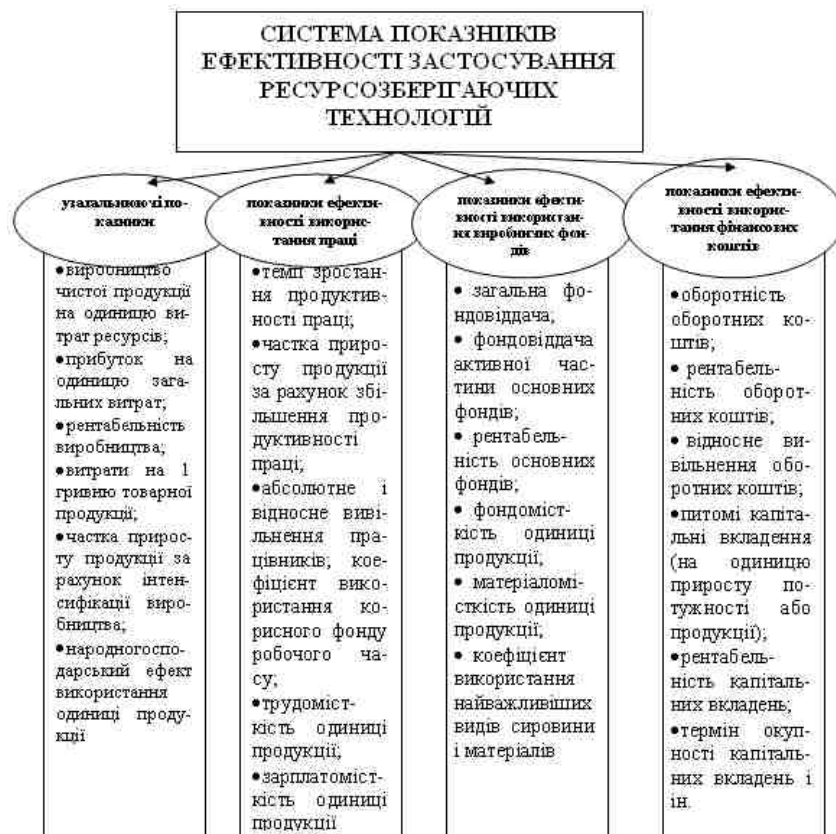 СИСТЕМА ПОКАЗНИКІВ
ЕФЕКТИВНОСТІ ЗАСТОСУВАННЯ
РЕСУРСОЗБЕРІГАЮЧИХ
ТЕХНОЛОГІЙ
узагальнюючі по-
казники
•виробництво
чистої продукції
на одиницю ви-
трат ресурсів;
•прибуток на
одиницю зага-
льних витрат;
•рентабельність
виробництва;
•витрати на 1
гривню товарної
продукції;
•частка прирос-
ту продукції за
рахунок інтен-
сифікації виро-
бництва;
•народногоспо-
дарський ефект
використання
одиниці проду-
кції
показники ефекти-
вності викорис-
тання праці
•темпі зростан-
ня продуктив-
ності праці;
•частка приро-
сту продукції
за рахунок збі-
льшення про-
дуктивності
праці;
•абсолютне і
відносне виві-
льнення пра-
цівників; кое-
фіцієнт вико-
ристання ко-
рисного фонду
робочого ча-
су;
•трудоміст-
кість одиниці
продукції;
•зарплатоміст-
кість одиниці
продукції
показники ефекти-
вності використан-
ня виробничих фон-
дів
• загальна фо-
ндовіддача;
• фондовіддача
активної час-
тини основних
фондів;
• рентабель-
ність основних
фондів;
• фондоміст-
кість одиниці
продукції;
• матеріаломі-
сткість одиниці
продукції;
• коефіцієнт
використання
найважливіших
видів сировини
і матеріалів
показники ефекти-
вності викорис-
тання фінансових
коштів
•оборотність
оборотних ко-
штів;
• рентабель-
ність оборот-
них коштів;
• відносне ви-
вільнення обо-
ротних коштів;
•питомі капіта-
льні вкладення
(на одиницю
приросту по-
тужності або
продукції);
•рентабель-
ність капіталь-
них вкладень;
•термін окуп-
ності капіталь-
них вкладень і
ін.